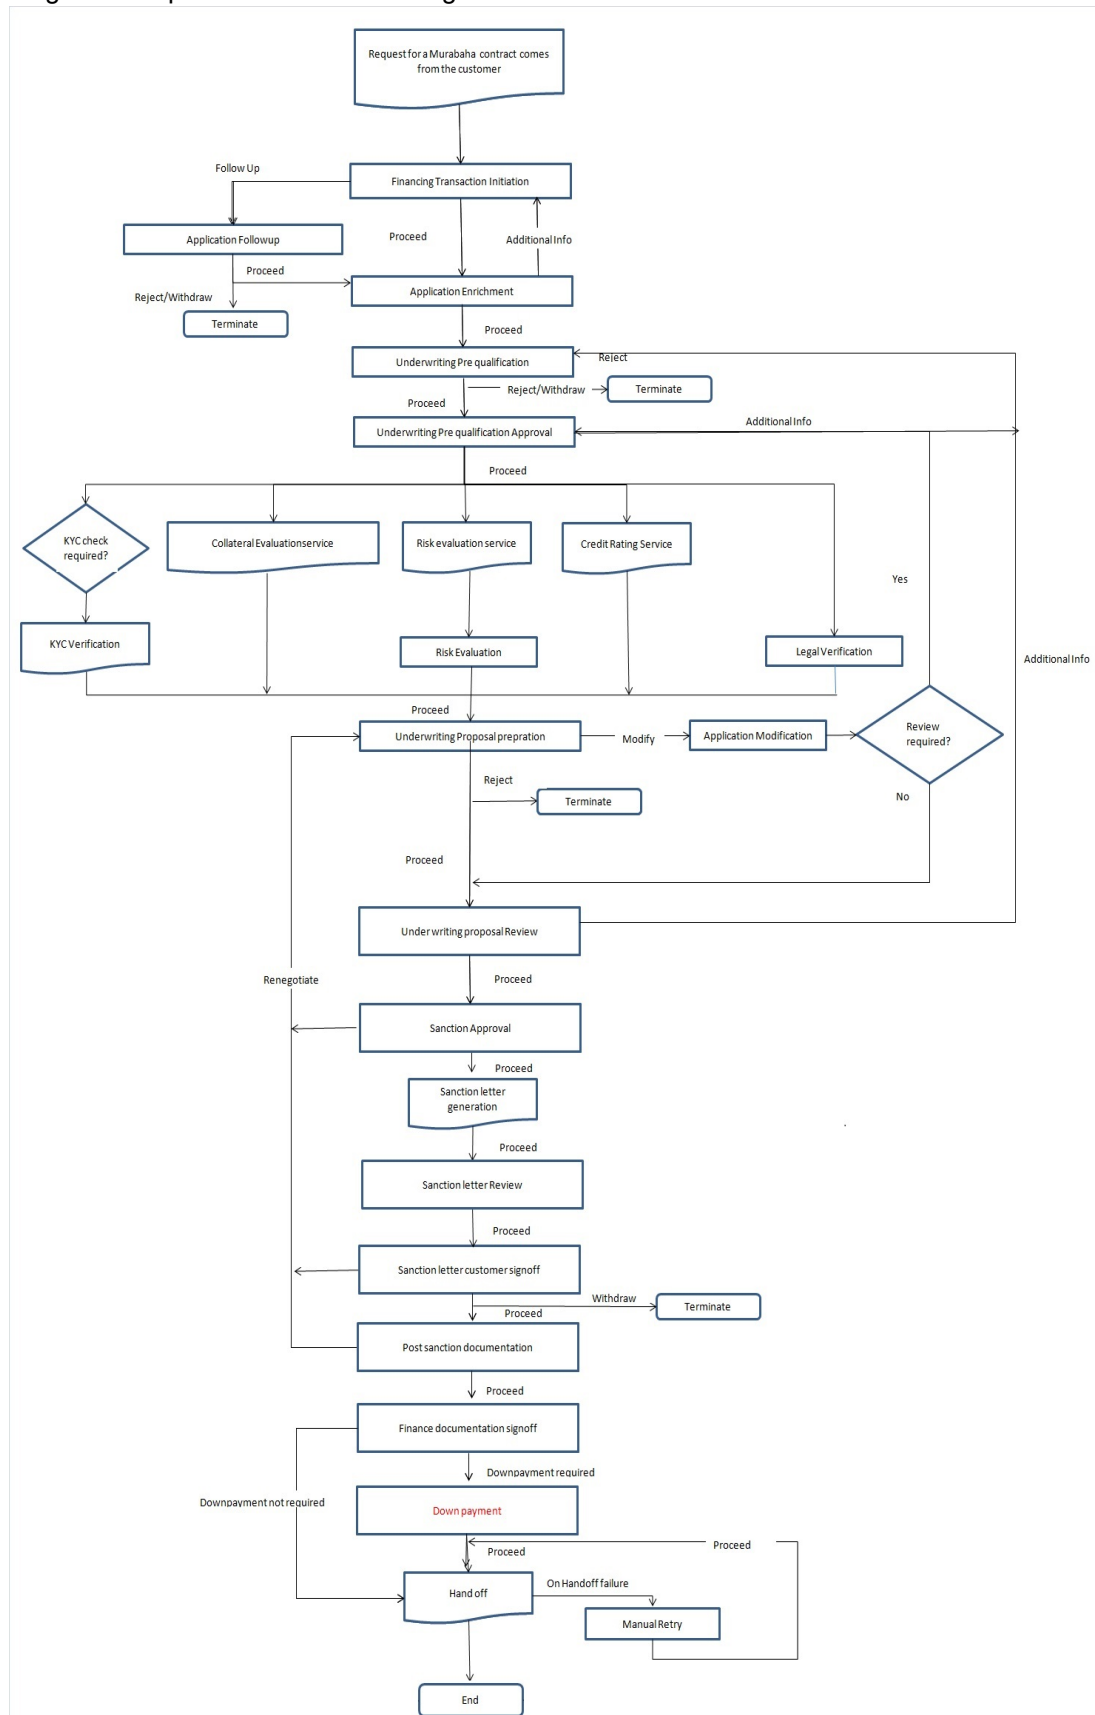 Request for a Murabaha contract comes
from the customer
Follow Up
Financing Transaction Initiation
Application Followup
Proceed
Additional Info
Proceed
Application Enrichment
Reject/Withdraw
Terminate
Proceed
Underwriting Pre qualification
Reject
Reject/Withdraw
Terminate
Proceed
Underwriting Pre qualification Approval
Additional Info
Proceed
KYC check
required?
Collateral Evaluationservice
Risk evaluation service
Credit Rating Service
Yes
KYC Verification
Risk Evaluation
Legal Verification
Additional Info
Proceed
Underwriting Proposal prepration
Modify
Application Modification
Review
required?
Reject
Terminate
No
Proceed
Under writing proposal Review
Renegotiate
Proceed
Sanction Approval
Proceed
Sanction letter
generation
Proceed
Sanction letter Review
Proceed
Sanction letter customer signoff
Withdraw
Terminate
Proceed
Post sanction documentation
Proceed
Finance documentation signoff
Downpayment required
Downpayment not required
Down payment
Proceed
Proceed
Hand off
On Handoff failure
Manual Retry
End